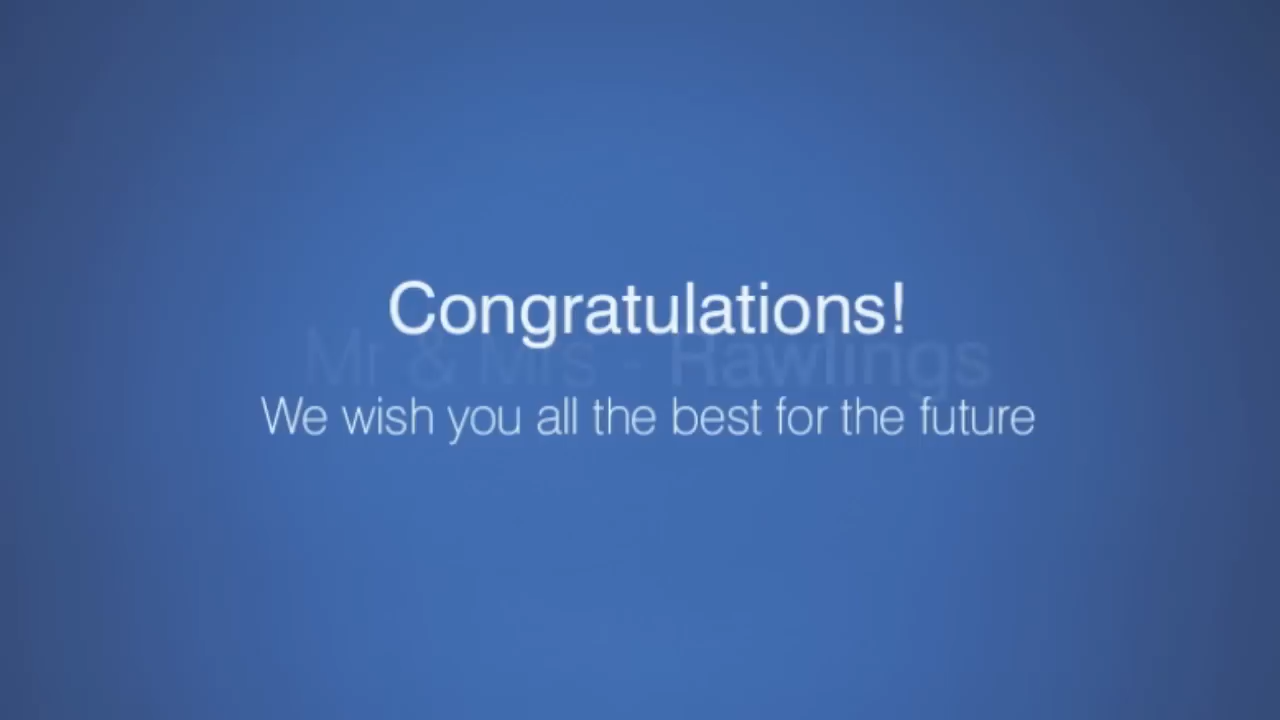 Congratulations!
Mr & Mrs - Rawlings
We wish you all the best for the future